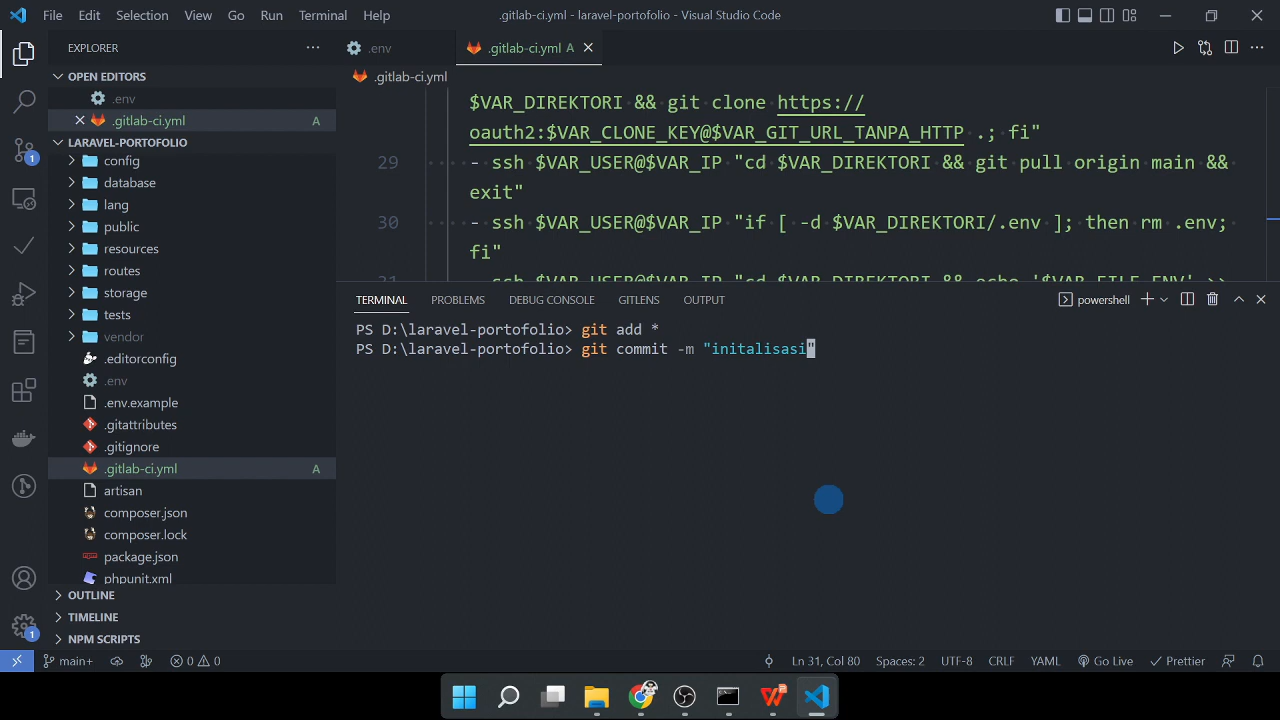 File Edit Selection View Go Run Terminal Help .gitlab-ci.yml - laravel-portofolio - Visual Studio Code
EXPLORER
OPEN EDITORS
.env
.gitlab-ci.yml A
LARAVEL-PORTOFOLIO
config
database
lang
public
resources
routes
storage
tests
vendor
.editorconfig
.env
.env.example
.gitattributes
.gitignore
.gitlab-ci.yml A
artisan
composer.json
composer.lock
package.json
phpunit.xml
OUTLINE
TIMELINE
NPM SCRIPTS
.env .gitlab-ci.yml A
.gitlab-ci.yml
$VAR_DIREKTORI && git clone https://
oauth2:$VAR_CLONE_KEY@$VAR_GIT_URL_TANPA_HTTP .; fi"
29 - ssh $VAR_USER@$VAR_IP "cd $VAR_DIREKTORI && git pull origin main &&
exit"
30 - ssh $VAR_USER@$VAR_IP "if [ -d $VAR_DIREKTORI/.env ]; then rm .env;
fi"
31 - ssh $VAR_USER@$VAR_IP "cd $VAR_DIREKTORI && echo '$VAR_FILE_ENV' >>
TERMINAL PROBLEMS DEBUG CONSOLE GITLENS OUTPUT powershell
PS D:\laravel-portofolio> git add *
PS D:\laravel-portofolio> git commit -m "initalisasi"
1
1
main+ 0 0 Ln 31, Col 80 Spaces: 2 UTF-8 CRLF YAML Go Live Prettier